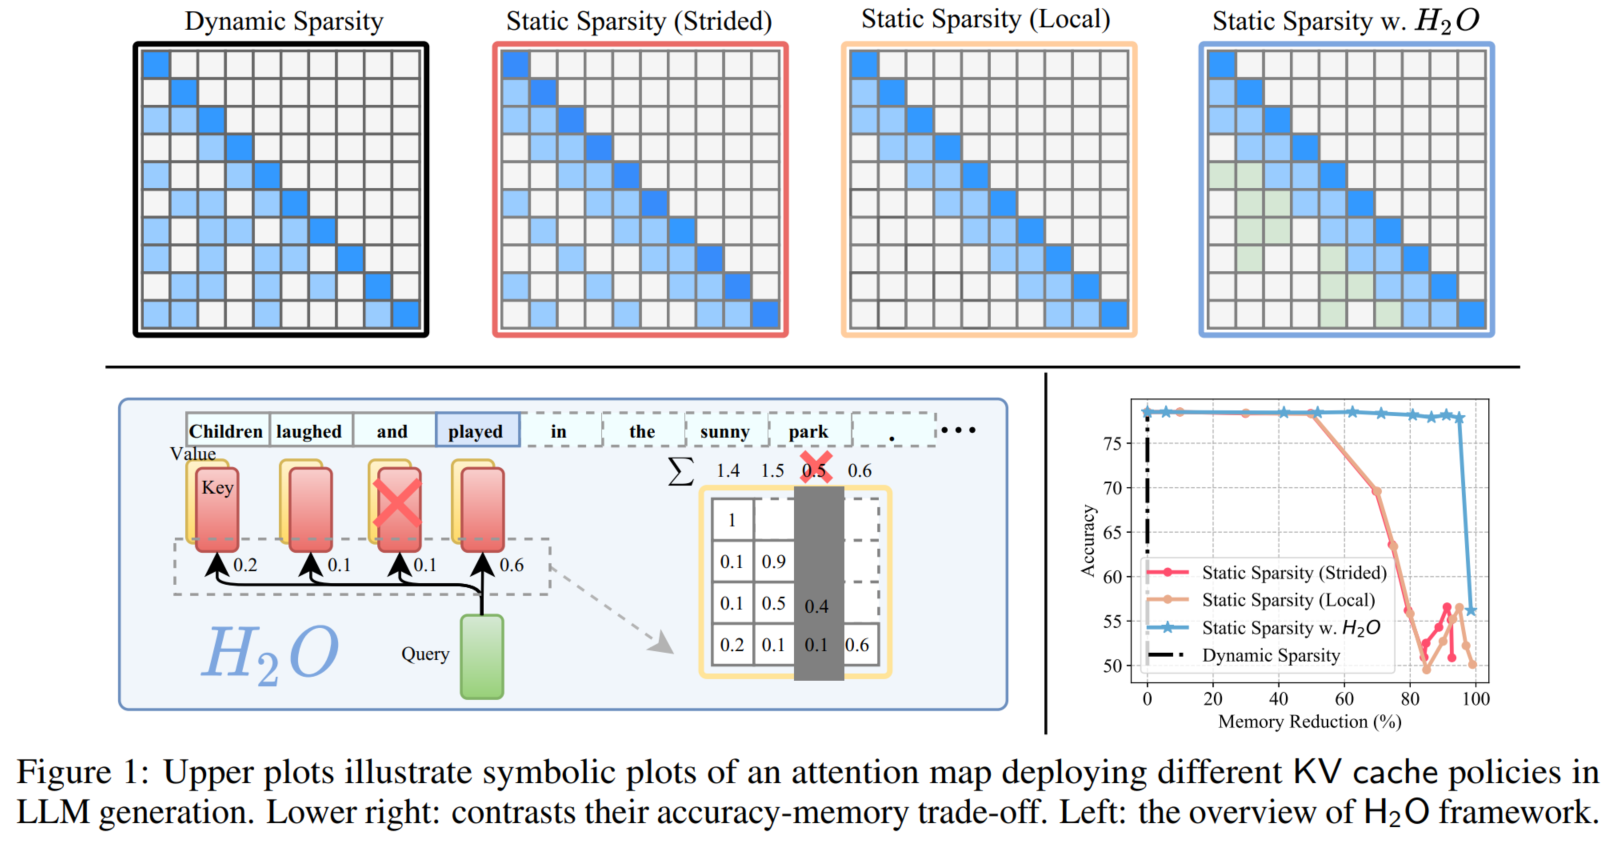 Dynamic Sparsity
Static Sparsity (Strided)
Static Sparsity (Local)
Static Sparsity w. H₂O
Children laughed and played in the sunny park . •••
Value
Key
0.2 0.1 0.1 0.6
Query
H₂O
∑ 1.4 1.5 0.5 0.6
1
0.1 0.9
0.1 0.5 0.4
0.2 0.1 0.1 0.6
Accuracy
75
70
65
60
55
50
Static Sparsity (Strided)
Static Sparsity (Local)
Static Sparsity w. H₂O
Dynamic Sparsity
0 20 40 60 80 100
Memory Reduction (%)
Figure 1: Upper plots illustrate symbolic plots of an attention map deploying different KV cache policies in
LLM generation. Lower right: contrasts their accuracy-memory trade-off. Left: the overview of H₂O framework.